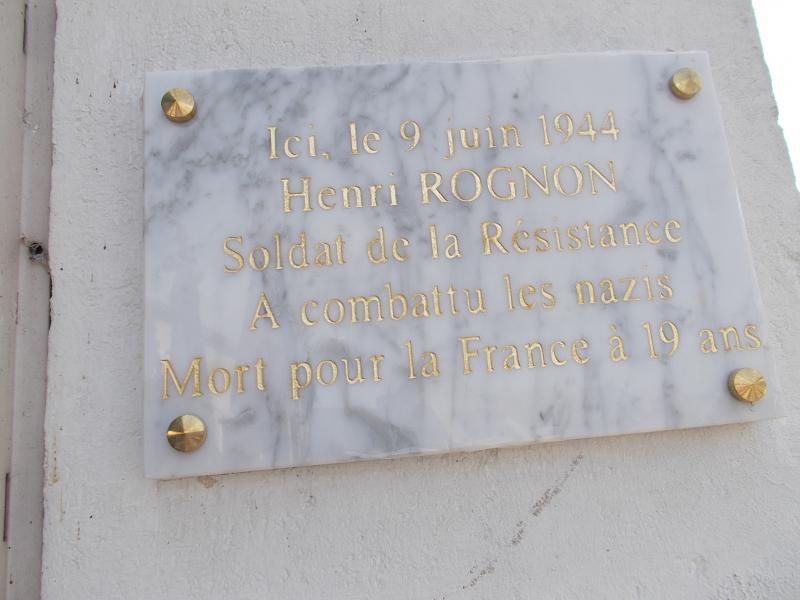 Ici, le 9 juin 1944
Henri ROGNON
Soldat de la Résistance
A combattu les nazis
Mort pour la France à 19 ans